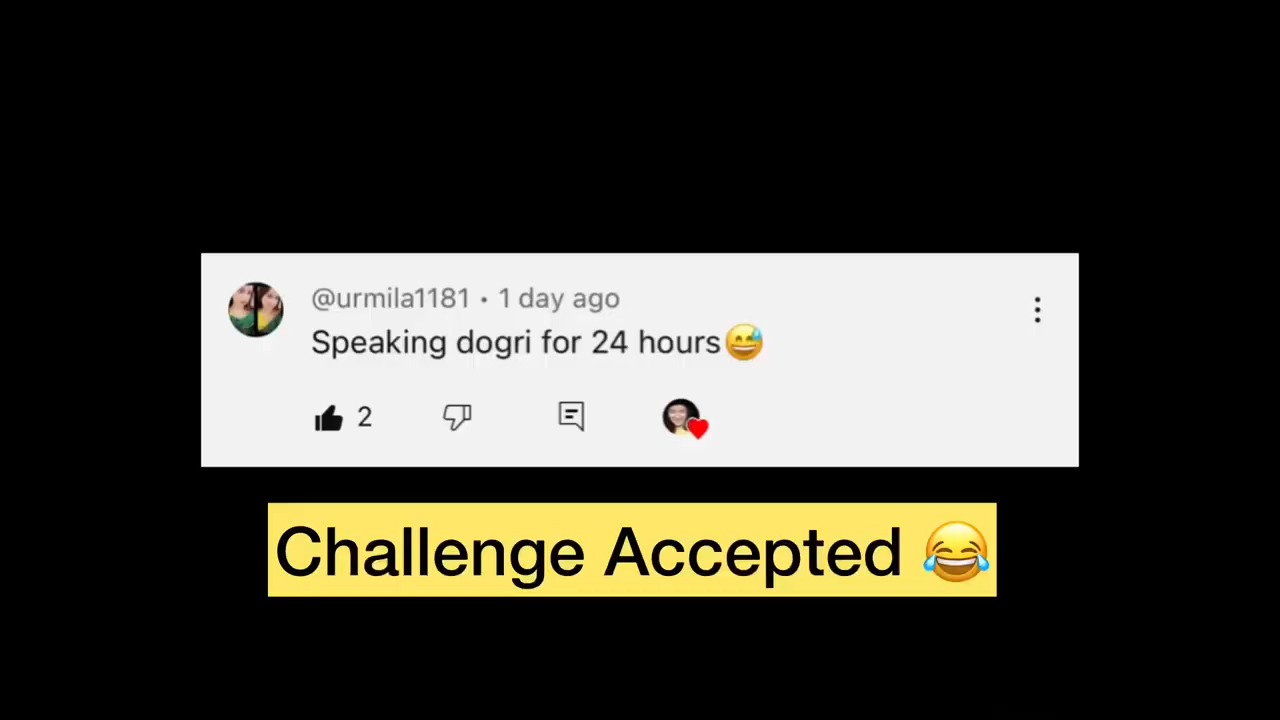 @urmila1181 • 1 day ago
Speaking dogri for 24 hours😅
2
Challenge Accepted 😂